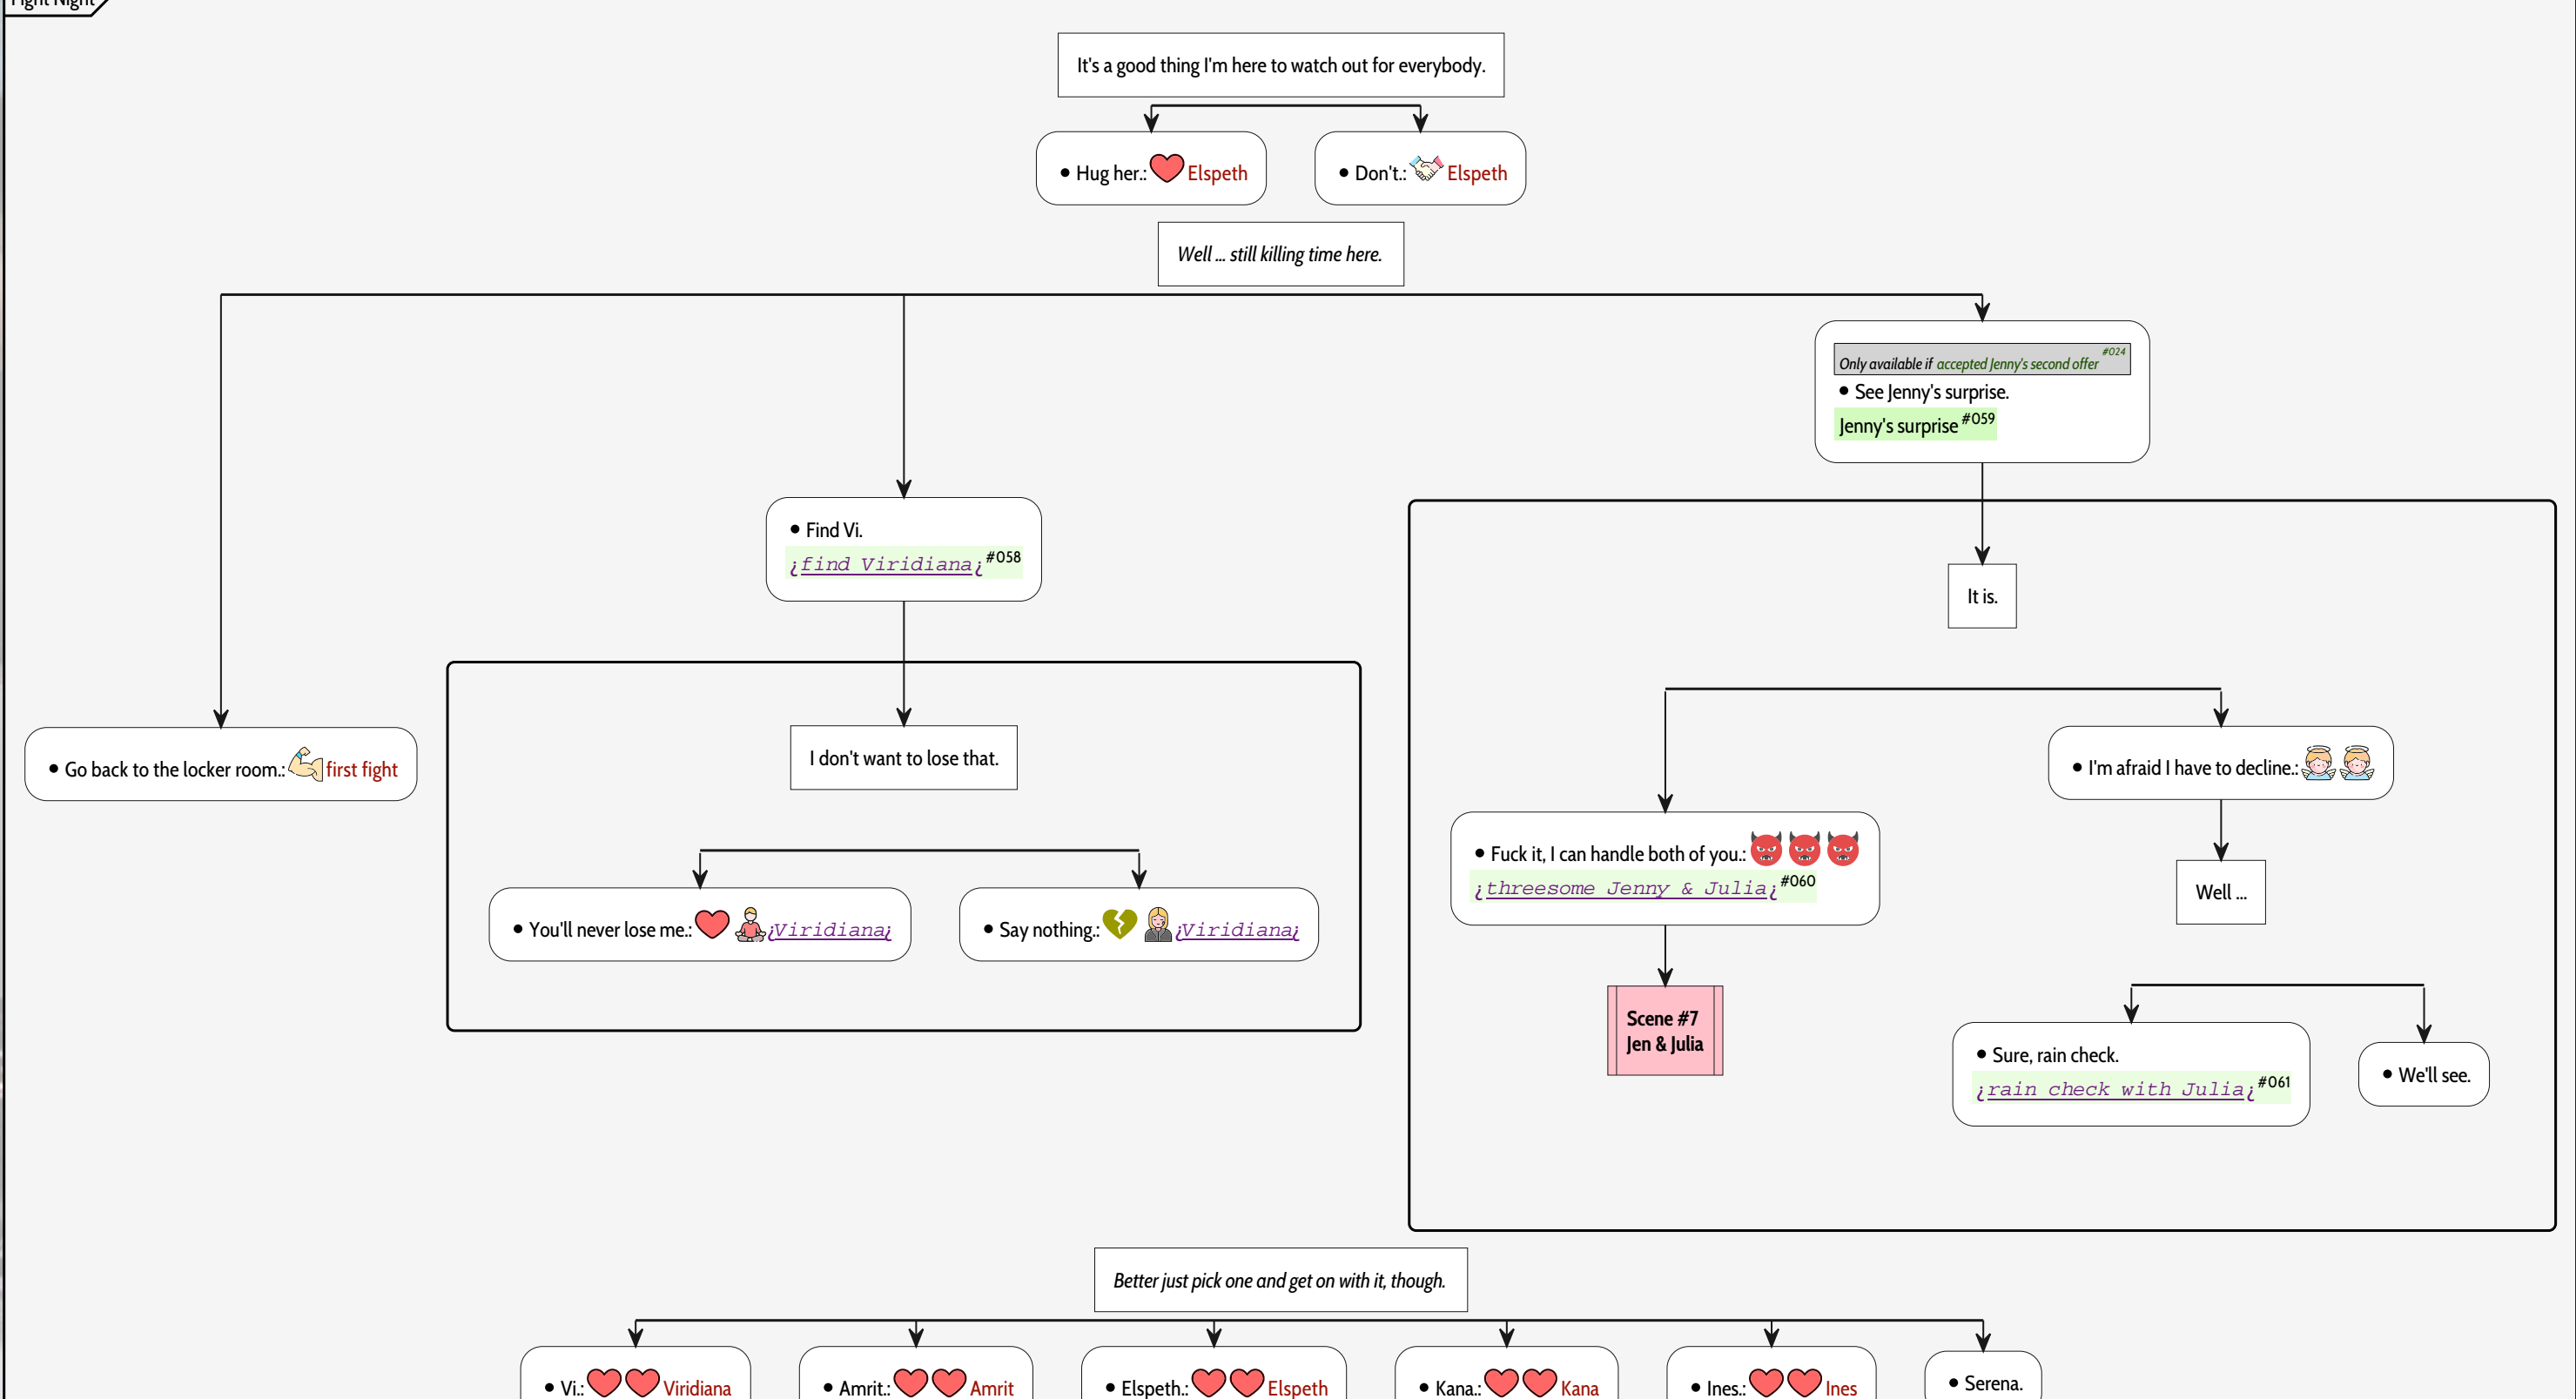 Fight Night
It's a good thing I'm here to watch out for everybody.
• Hug her.: Elspeth
• Don't.: Elspeth
Well ... still killing time here.
Only available if accepted Jenny's second offer #024
• See Jenny's surprise.
Jenny's surprise #059
• Find Vi.
¿find Viridiana¿ #058
It is.
• Go back to the locker room.: first fight
I don't want to lose that.
• I'm afraid I have to decline.:
• Fuck it, I can handle both of you.:
¿threesome Jenny & Julia¿ #060
Well ...
• You'll never lose me.: ¿Viridiana¿
• Say nothing.: ¿Viridiana¿
Scene #7
Jen & Julia
• Sure, rain check.
¿rain check with Julia¿ #061
• We'll see.
Better just pick one and get on with it, though.
• Vi.: Viridiana
• Amrit.: Amrit
• Elspeth.: Elspeth
• Kana.: Kana
• Ines.: Ines
• Serena.